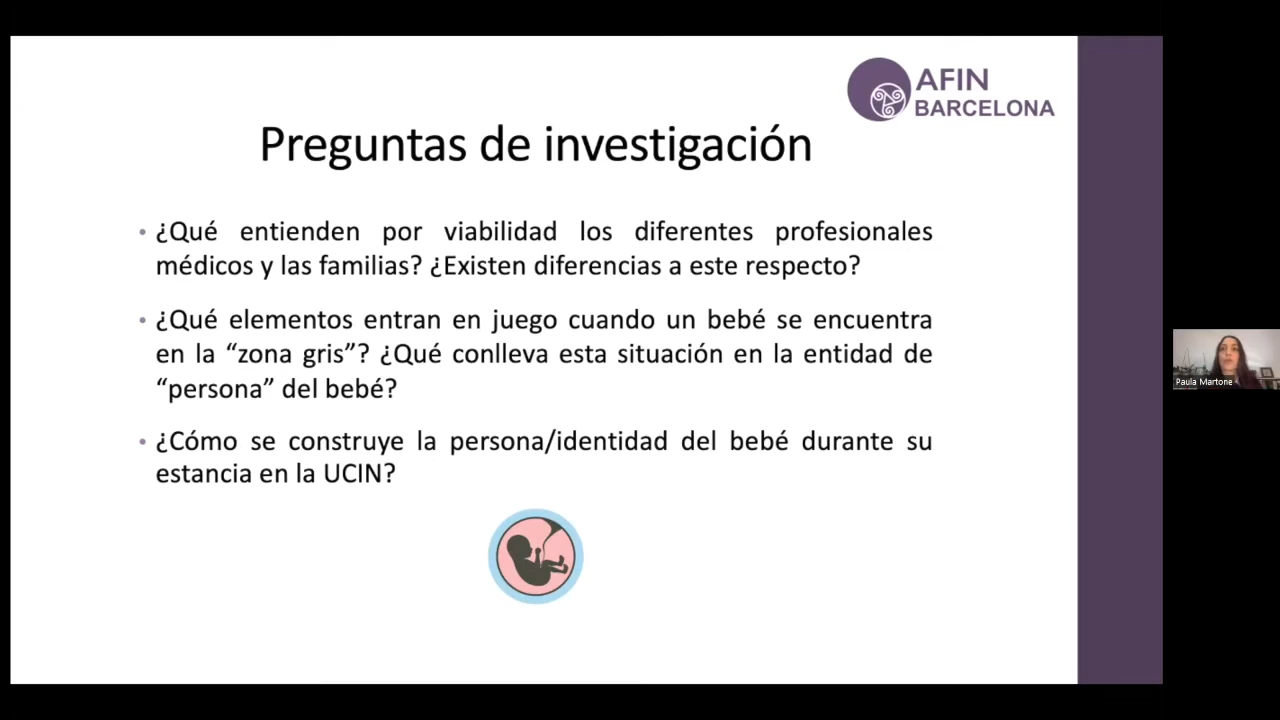 AFIN
BARCELONA
Preguntas de investigación
• ¿Qué entienden por viabilidad los diferentes profesionales
médicos y las familias? ¿Existen diferencias a este respecto?
• ¿Qué elementos entran en juego cuando un bebé se encuentra
en la “zona gris”? ¿Qué conlleva esta situación en la entidad de
“persona” del bebé?
• ¿Cómo se construye la persona/identidad del bebé durante su
estancia en la UCIN?
Paula Martone